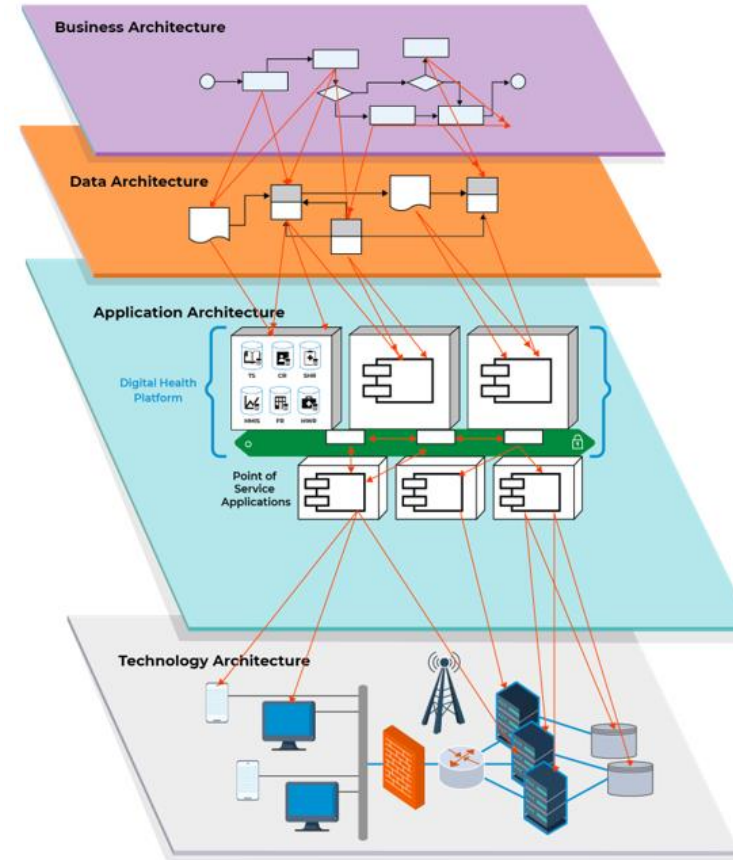 Business Architecture
Data Architecture
Application Architecture
Digital Health
Platform
TS
CR
SHR
HMIS
FR
HWR
Point of
Service
Applications
Technology Architecture